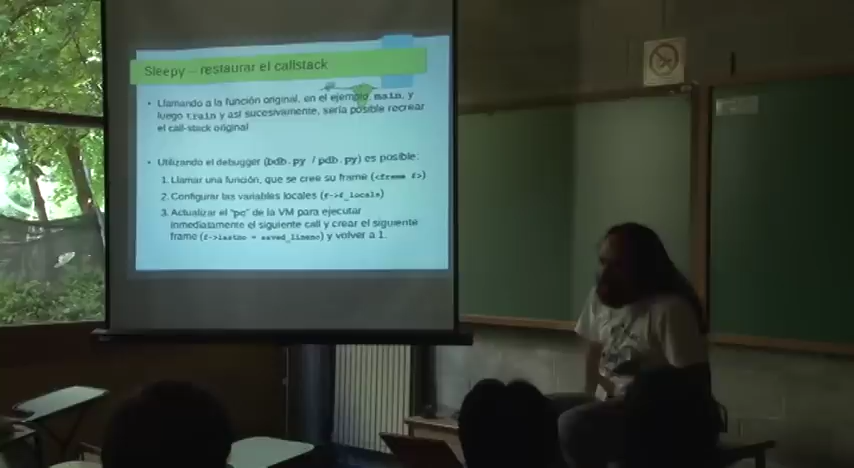 Sleepy – restaurar el callstack
• Llamando a la función original, en el ejemplo, main, y
luego train y así sucesivamente, sería posible recrear
el call-stack original
• Utilizando el debugger (bdb.py / pdb.py) es posible:
1. Llamar una función, que se cree su frame (<frame f>)
2. Configurar las variables locales (f->f_locals)
3. Actualizar el "pc" de la VM para ejecutar
inmediatamente el siguiente call y crear el siguiente
frame (f->lastno = saved_lineno) y volver a 1.